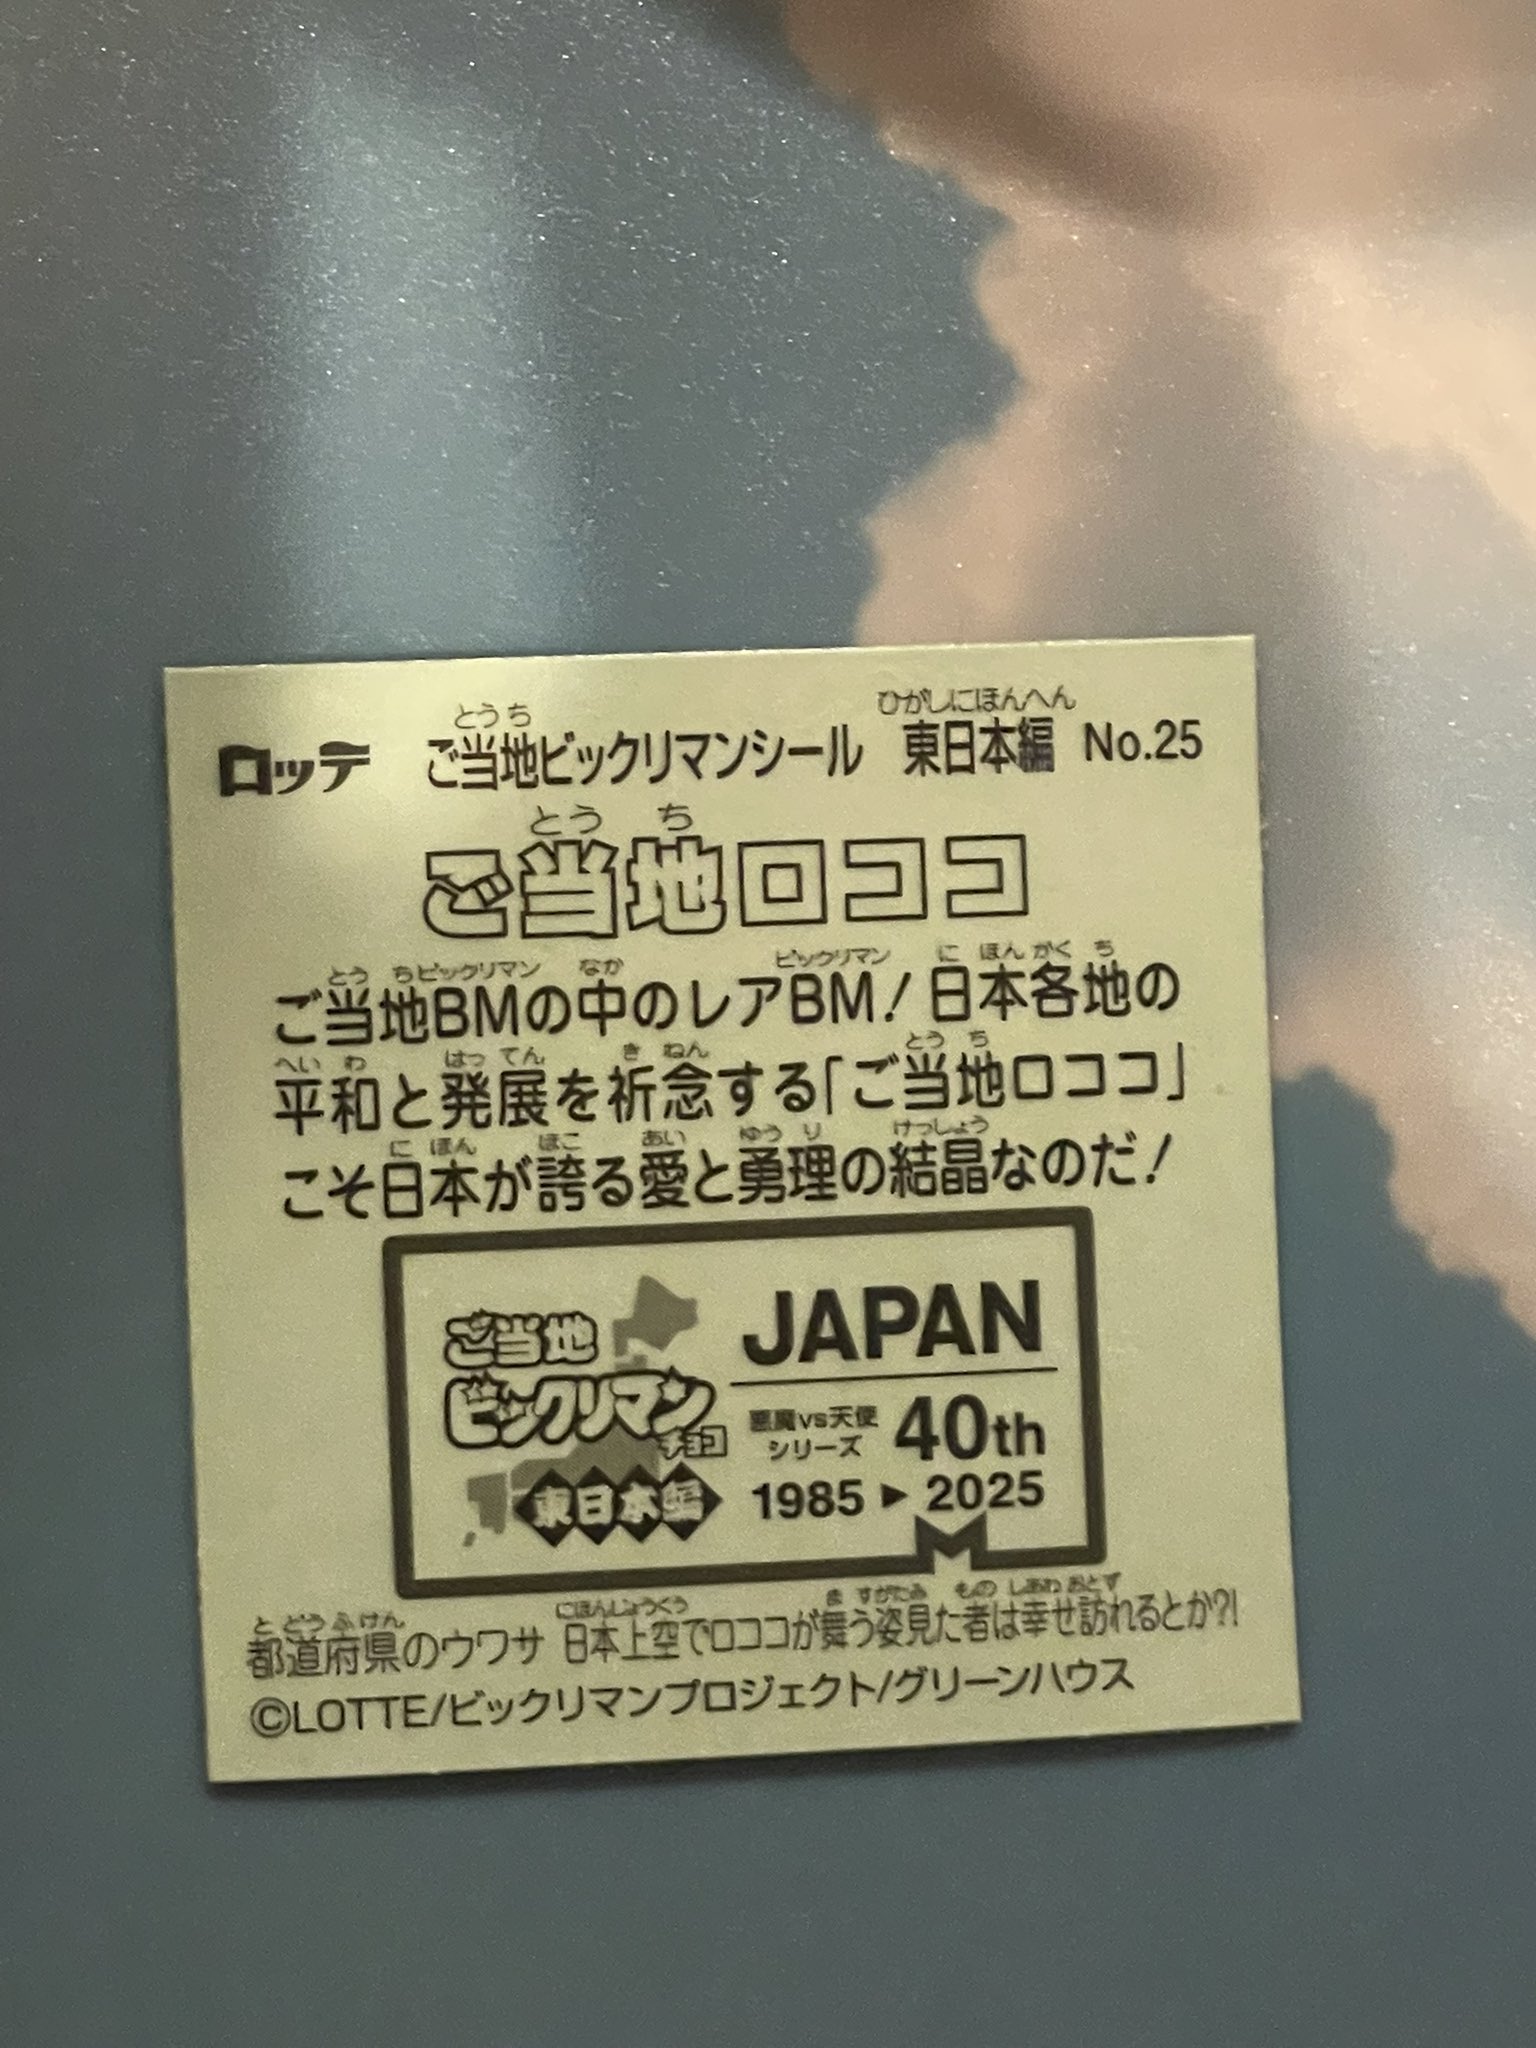 ロッテ ご当地ビックリマンシール 東日本編 No.25
ご当地ロココ
ご当地BMの中のレアBM!日本各地の
平和と発展を祈念する「ご当地ロココ」
こそ日本が誇る愛と勇理の結晶なのだ!
ご当地
ビックリマン
チョコ
東日本編
JAPAN
悪魔vs天使
シリーズ 40th
1985▶2025
都道府県のウワサ 日本上空でロココが舞う姿見た者は幸せ訪れるとか?!
©LOTTE/ビックリマンプロジェクト/グリーンハウス